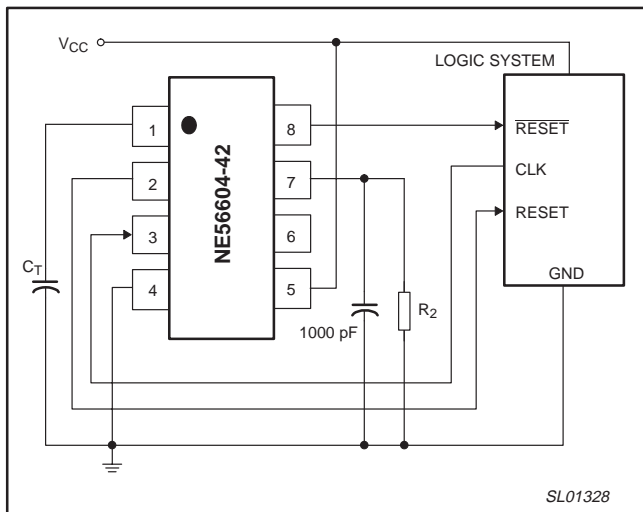 VCC
LOGIC SYSTEM
NE56604-42
1
2
3
4
8
7
6
5
RESET
CLK
RESET
GND
CT
1000 pF
R2
SL01328